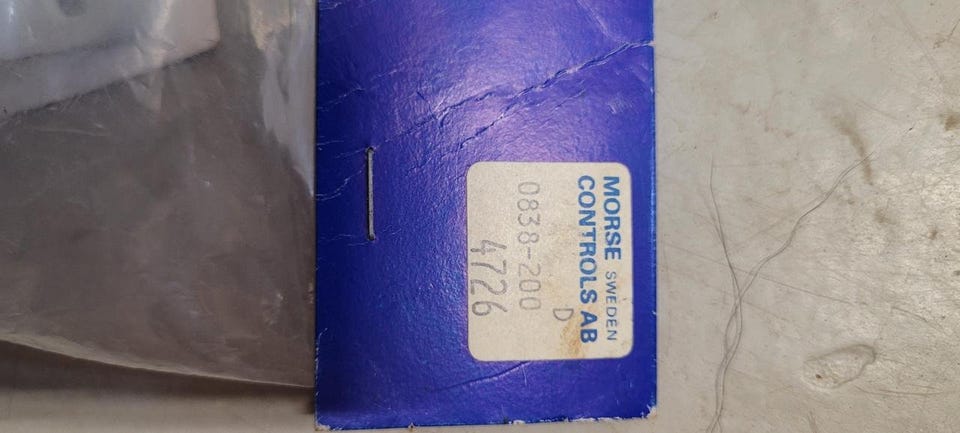 MORSE SWEDEN
CONTROLS AB
D
0838-200
4726